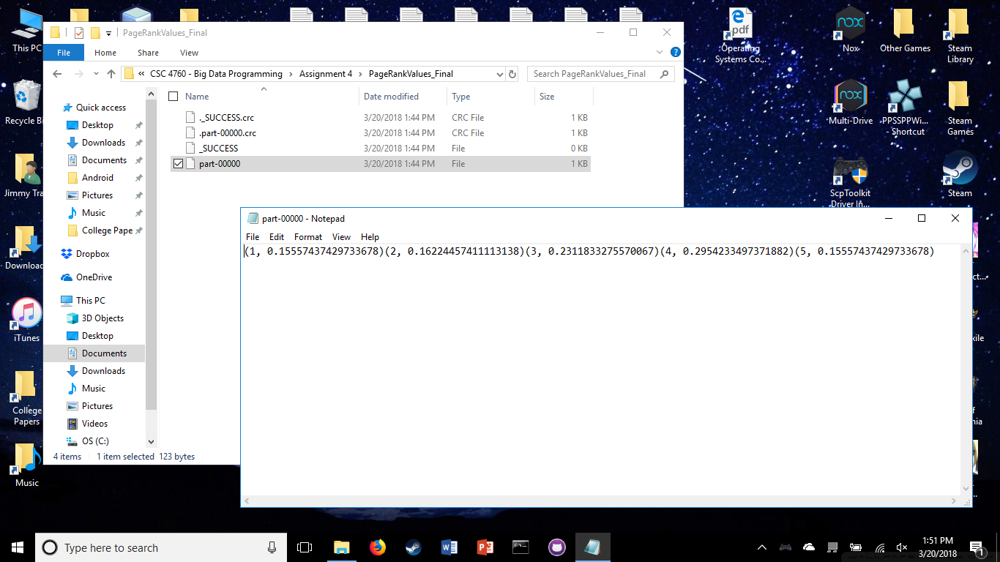 This PC
Recycle Bi
Jimmy Tra
Download
iTunes
College
Papers
Music
PageRankValues_Final
File Home Share View
« CSC 4760 - Big Data Programming > Assignment 4 > PageRankValues_Final
Search PageRankValues_Final
Quick access
Desktop
Downloads
Documents
Android
Pictures
Music
College Pape
Dropbox
OneDrive
This PC
3D Objects
Desktop
Documents
Downloads
Music
Pictures
Videos
OS (C:)
Name Date modified Type Size
._SUCCESS.crc 3/20/2018 1:44 PM CRC File 1 KB
.part-00000.crc 3/20/2018 1:44 PM CRC File 1 KB
_SUCCESS 3/20/2018 1:44 PM File 0 KB
part-00000 3/20/2018 1:44 PM File 1 KB
4 items 1 item selected 123 bytes
part-00000 - Notepad
File Edit Format View Help
(1, 0.15557437429733678)(2, 0.16224457411113138)(3, 0.2311833275570067)(4, 0.2954233497371882)(5, 0.15557437429733678)
pdf
Operating
Systems Co...
nox
Nox
Other Games
Steam
Library
nox
Multi-Drive
PPSSPPWi...
- Shortcut
Steam
Games
ScpToolkit
Driver In...
Steam
ct...
kile
f
nia
Type here to search
1:51 PM
3/20/2018
1